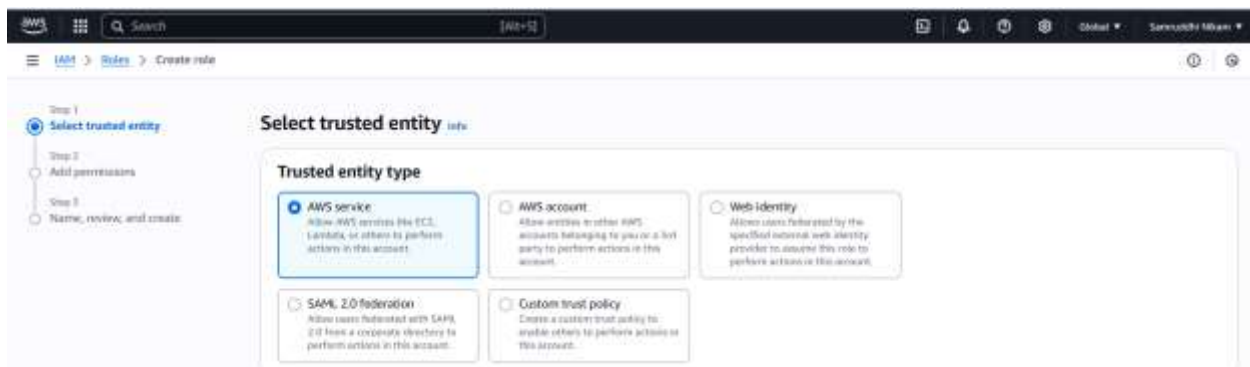 aws
Search
[Alt+S]
Global
Samruddhi Nikam
IAM > Roles > Create role
Step 1
Select trusted entity
Step 2
Add permissions
Step 3
Name, review, and create
Select trusted entity Info
Trusted entity type
AWS service
Allow AWS services like EC2,
Lambda, or others to perform
actions in this account.
AWS account
Allow entities in other AWS
accounts belonging to you or a 3rd
party to perform actions in this
account.
Web identity
Allows users federated by the
specified external web identity
provider to assume this role to
perform actions in this account.
SAML 2.0 federation
Allow users federated with SAML
2.0 from a corporate directory to
perform actions in this account.
Custom trust policy
Create a custom trust policy to
enable others to perform actions in
this account.